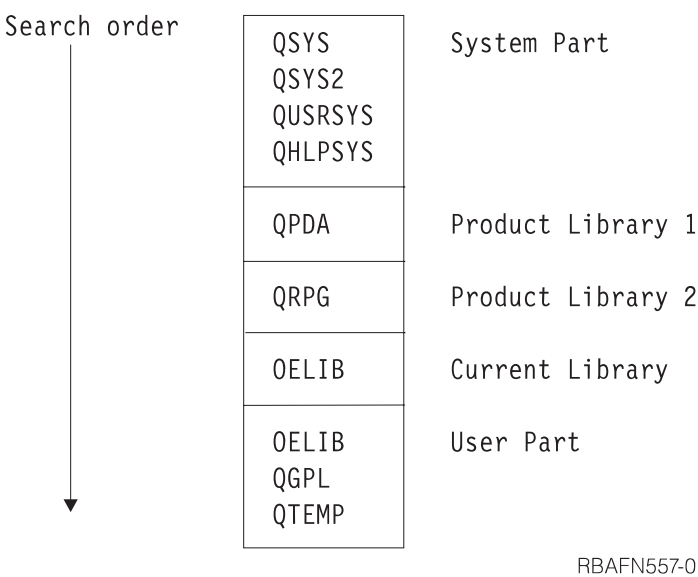 Search order
QSYS System Part
QSYS2
QUSRSYS
QHLPSYS
QPDA Product Library 1
QRPG Product Library 2
OELIB Current Library
OELIB User Part
QGPL
QTEMP
RBAFN557-0